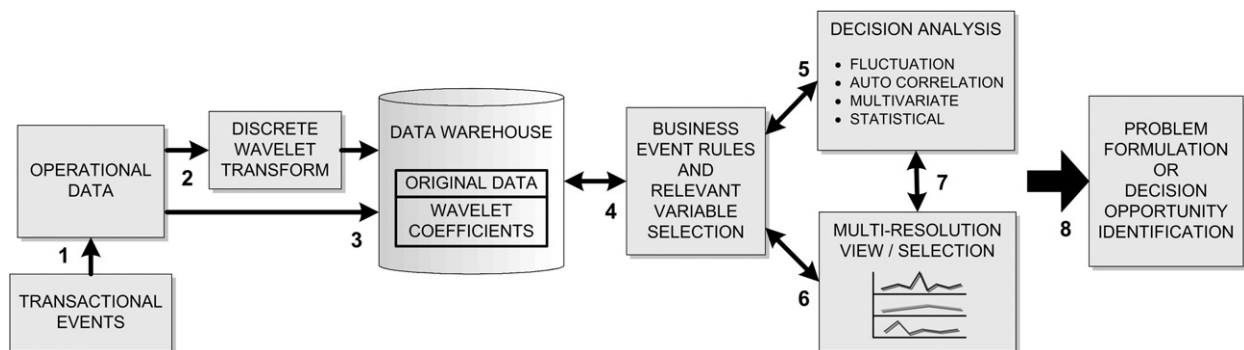 TRANSACTIONAL
EVENTS
1
OPERATIONAL
DATA
2
DISCRETE
WAVELET
TRANSFORM
3
DATA WAREHOUSE
ORIGINAL DATA
WAVELET
COEFFICIENTS
4
BUSINESS
EVENT RULES
AND
RELEVANT
VARIABLE
SELECTION
5
DECISION ANALYSIS
• FLUCTUATION
• AUTO CORRELATION
• MULTIVARIATE
• STATISTICAL
6
7
MULTI-RESOLUTION
VIEW / SELECTION
8
PROBLEM
FORMULATION
OR
DECISION
OPPORTUNITY
IDENTIFICATION